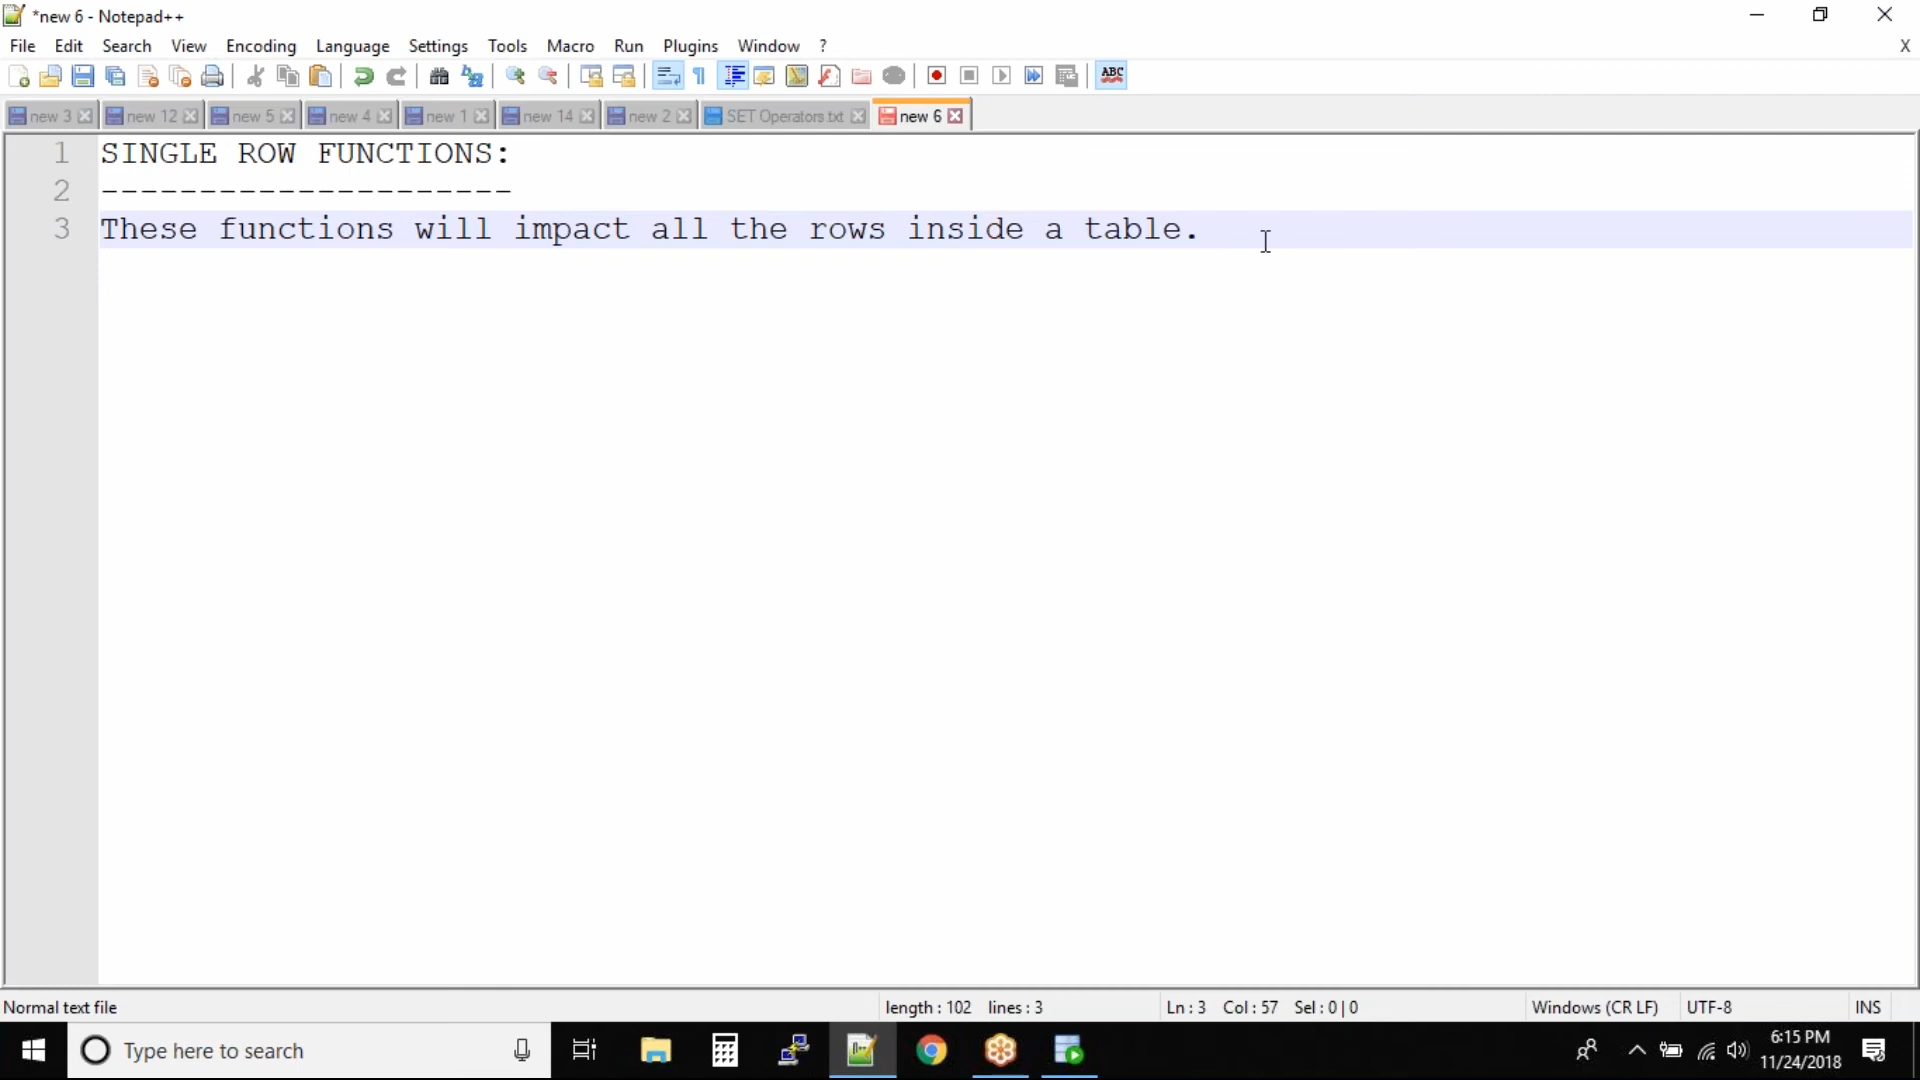 *new 6 - Notepad++
File Edit Search View Encoding Language Settings Tools Macro Run Plugins Window ? X
ABC
new 3 new 12 new 5 new 4 new 1 new 14 new 2 SET Operators.txt new 6
1 SINGLE ROW FUNCTIONS:
2 ---------------------
3 These functions will impact all the rows inside a table.
Normal text file length : 102 lines : 3 Ln : 3 Col : 57 Sel : 0 | 0 Windows (CR LF) UTF-8 INS
Type here to search
6:15 PM
11/24/2018